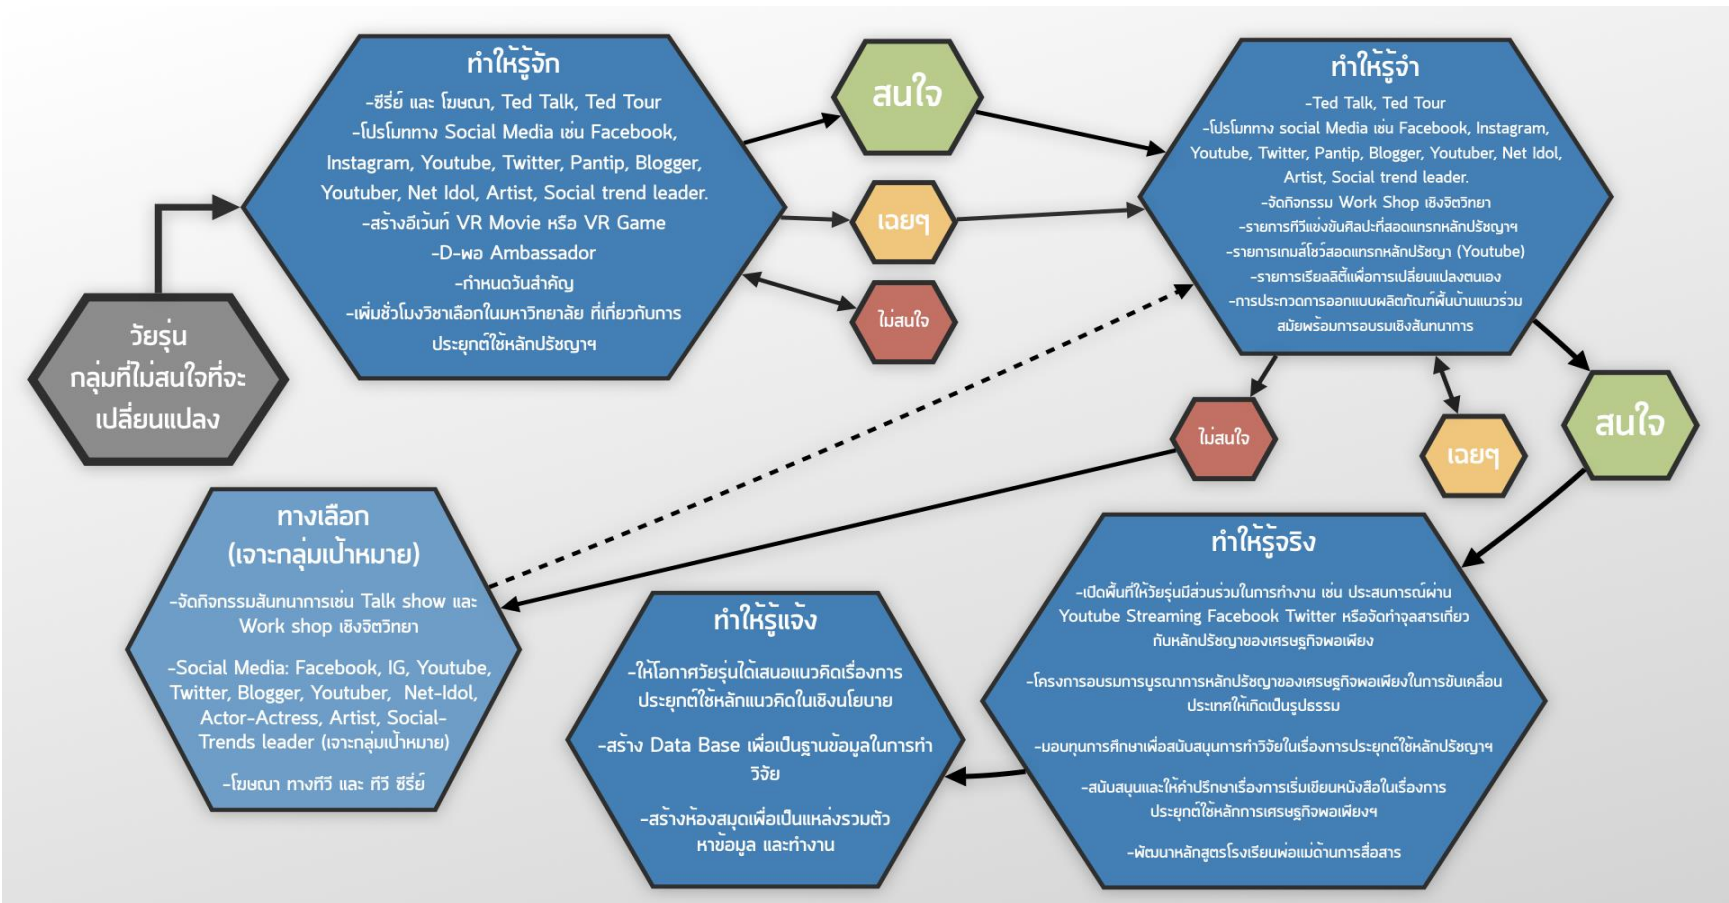 ทำให้รู้จัก
-ซีรี่ย์ และ โฆษณา, Ted Talk, Ted Tour
-โปรโมททาง Social Media เช่น Facebook,
Instagram, Youtube, Twitter, Pantip, Blogger,
Youtuber, Net Idol, Artist, Social trend leader.
-สร้างอีเว้นท์ VR Movie หรือ VR Game
-D-พอ Ambassador
-กำหนดวันสำคัญ
-เพิ่มชั่วโมงวิชาเลือกในมหาวิทยาลัย ที่เกี่ยวกับการ
ประยุกต์ใช้หลักปรัชญาฯ
สนใจ
เฉยๆ
ไม่สนใจ
ทำให้รู้จำ
-Ted Talk, Ted Tour
-โปรโมททาง social Media เช่น Facebook, Instagram,
Youtube, Twitter, Pantip, Blogger, Youtuber, Net Idol,
Artist, Social trend leader.
-จัดกิจกรรม Work Shop เชิงจิตวิทยา
-รายการทีวีแข่งขันศิลปะที่สอดแทรกหลักปรัชญาฯ
-รายการเกมส์โชว์สอดแทรกหลักปรัชญา (Youtube)
-รายการเรียลลิตี้เพื่อการเปลี่ยนแปลงตนเอง
-การประกวดการออกแบบผลิตภัณฑ์พื้นบ้านแนวร่วม
สมัยพร้อมการอบรมเชิงสันทนาการ
วัยรุ่น
กลุ่มที่ไม่สนใจที่จะ
เปลี่ยนแปลง
ไม่สนใจ
เฉยๆ
สนใจ
ทางเลือก
(เจาะกลุ่มเป้าหมาย)
-จัดกิจกรรมสันทนาการเช่น Talk show และ
Work shop เชิงจิตวิทยา
-Social Media: Facebook, IG, Youtube,
Twitter, Blogger, Youtuber, Net-Idol,
Actor-Actress, Artist, Social-
Trends leader (เจาะกลุ่มเป้าหมาย)
-โฆษณา ทางทีวี และ ทีวี ซีรี่ย์
ทำให้รู้แจ้ง
-ให้โอกาศวัยรุ่นได้เสนอแนวคิดเรื่องการ
ประยุกต์ใช้หลักแนวคิดในเชิงนโยบาย
-สร้าง Data Base เพื่อเป็นฐานข้อมูลในการทำ
วิจัย
-สร้างห้องสมุดเพื่อเป็นแหล่งรวมตัว
หาข้อมูล และทำงาน
ทำให้รู้จริง
-เปิดพื้นที่ให้วัยรุ่นมีส่วนร่วมในการทำงาน เช่น ประสบการณ์ผ่าน
Youtube Streaming Facebook Twitter หรือจัดทำจุลสารเกี่ยว
กับหลักปรัชญาของเศรษฐกิจพอเพียง
-โครงการอบรมการบูรณาการหลักปรัชญาของเศรษฐกิจพอเพียงในการขับเคลื่อน
ประเทศให้เกิดเป็นรูปธรรม
-มอบทุนการศึกษาเพื่อสนับสนุนการทำวิจัยในเรื่องการประยุกต์ใช้หลักปรัชญาฯ
-สนับสนุนและให้คำปรึกษาเรื่องการเริ่มเขียนหนังสือในเรื่องการ
ประยุกต์ใช้หลักการเศรษฐกิจพอเพียงฯ
-พัฒนาหลักสูตรโรงเรียนพ่อแม่ด้านการสื่อสาร